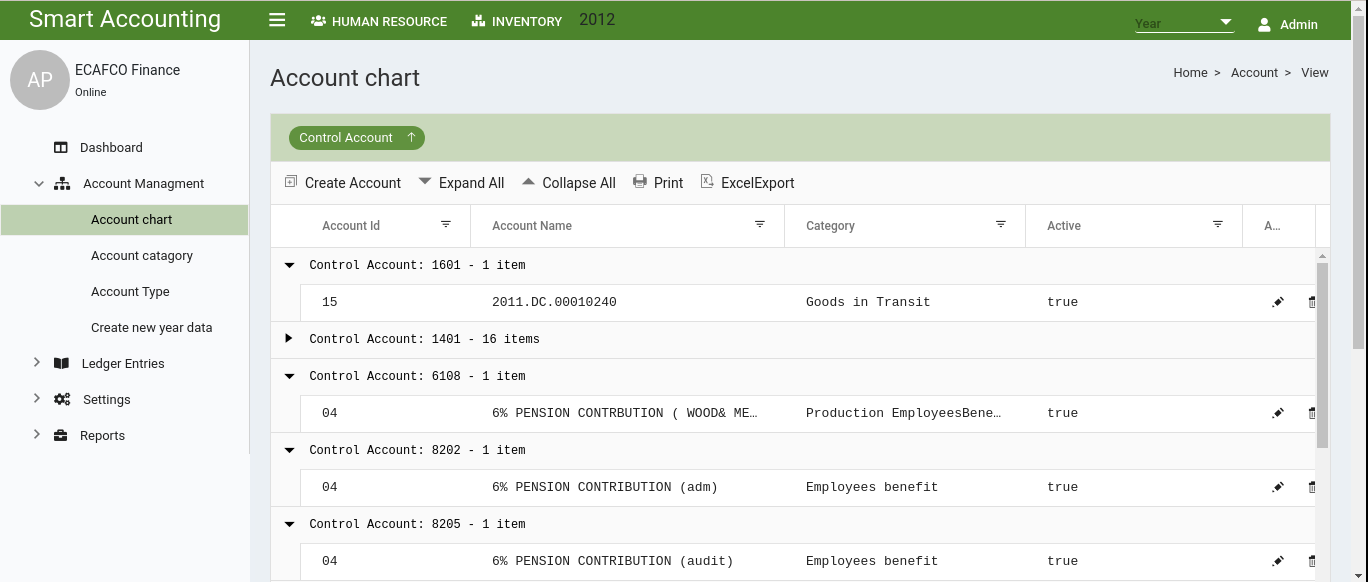 Smart Accounting
HUMAN RESOURCE
INVENTORY
2012
Year
Admin
AP
ECAFCO Finance
Online
Dashboard
Account Managment
Account chart
Account catagory
Account Type
Create new year data
Ledger Entries
Settings
Reports
Account chart
Home > Account > View
Control Account ↑
Create Account Expand All Collapse All Print ExcelExport
Account Id Account Name Category Active A...
Control Account: 1601 - 1 item
15 2011.DC.00010240 Goods in Transit true
Control Account: 1401 - 16 items
Control Account: 6108 - 1 item
04 6% PENSION CONTRBUTION ( WOOD& ME… Production EmployeesBene… true
Control Account: 8202 - 1 item
04 6% PENSION CONTRIBUTION (adm) Employees benefit true
Control Account: 8205 - 1 item
04 6% PENSION CONTRIBUTION (audit) Employees benefit true